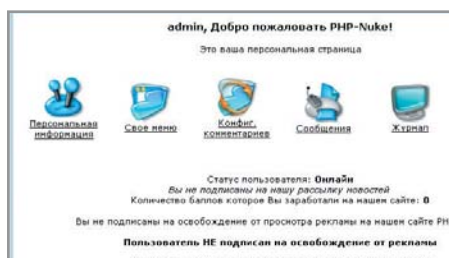 admin, Добро пожаловать PHP-Nuke!
Это ваша персональная страница
Персональная информация
Свое меню
Конфиг. комментариев
Сообщения
Журнал
Статус пользователя: Онлайн
Вы не подписаны на нашу рассылку новостей
Количество баллов которое Вы заработали на нашем сайте: 0
Вы не подписаны на освобождение от просмотра рекламы на нашем сайте PH
Пользователь НЕ подписан на освобождение от рекламы